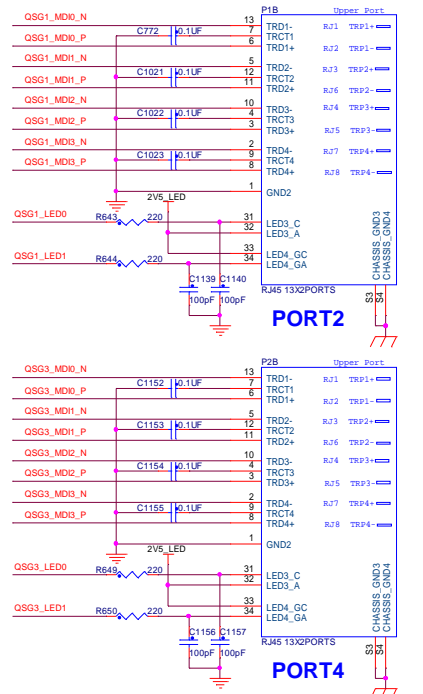 P1B Upper Port
QSG1_MDI0_N 13 TRD1- RJ1 TRP1+
C772 0.1UF 7 TRCT1
QSG1_MDI0_P 6 TRD1+ RJ2 TRP1-
QSG1_MDI1_N 5 TRD2- RJ3 TRP2+
C1021 0.1UF 12 TRCT2
QSG1_MDI1_P 11 TRD2+ RJ6 TRP2-
QSG1_MDI2_N 10 TRD3- RJ4 TRP3+
C1022 0.1UF 4 TRCT3
QSG1_MDI2_P 3 TRD3+ RJ5 TRP3-
QSG1_MDI3_N 2 TRD4- RJ7 TRP4+
C1023 0.1UF 9 TRCT4
QSG1_MDI3_P 8 TRD4+ RJ8 TRP4-
1 GND2
2V5_LED
QSG1_LED0 R643 220 31 LED3_C
32 LED3_A
33 LED4_GC
QSG1_LED1 R644 220 34 LED4_GA
CHASSIS_GND3
CHASSIS_GND4
C1139 C1140
100pF 100pF
RJ45 13X2PORTS
S3 S4
PORT2
P2B Upper Port
QSG3_MDI0_N 13 TRD1- RJ1 TRP1+
C1152 0.1UF 7 TRCT1
QSG3_MDI0_P 6 TRD1+ RJ2 TRP1-
QSG3_MDI1_N 5 TRD2- RJ3 TRP2+
C1153 0.1UF 12 TRCT2
QSG3_MDI1_P 11 TRD2+ RJ6 TRP2-
QSG3_MDI2_N 10 TRD3- RJ4 TRP3+
C1154 0.1UF 4 TRCT3
QSG3_MDI2_P 3 TRD3+ RJ5 TRP3-
QSG3_MDI3_N 2 TRD4- RJ7 TRP4+
C1155 0.1UF 9 TRCT4
QSG3_MDI3_P 8 TRD4+ RJ8 TRP4-
1 GND2
2V5_LED
QSG3_LED0 R649 220 31 LED3_C
32 LED3_A
33 LED4_GC
QSG3_LED1 R650 220 34 LED4_GA
CHASSIS_GND3
CHASSIS_GND4
C1156 C1157
100pF 100pF
RJ45 13X2PORTS
S3 S4
PORT4